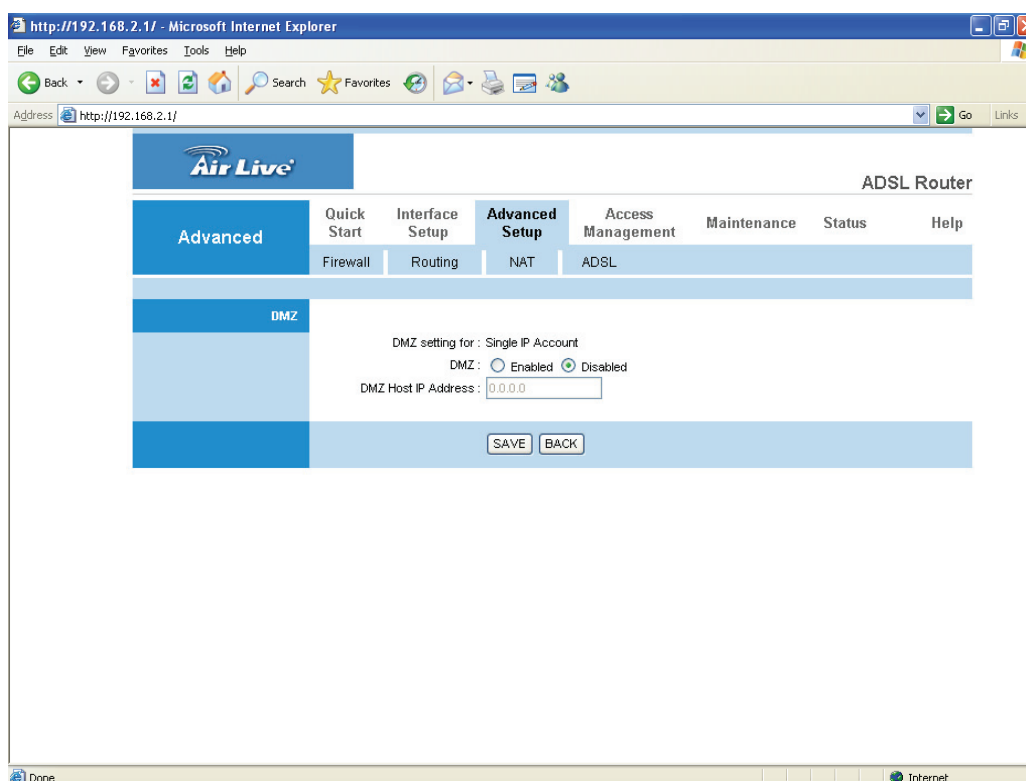 http://192.168.2.1/ - Microsoft Internet Explorer
File Edit View Favorites Tools Help
Back Search Favorites
Address http://192.168.2.1/ Go Links
Air Live
ADSL Router
Advanced
Quick Start Interface Setup Advanced Setup Access Management Maintenance Status Help
Firewall Routing NAT ADSL
DMZ
DMZ setting for : Single IP Account
DMZ : Enabled Disabled
DMZ Host IP Address : 0.0.0.0
SAVE BACK
Done Internet